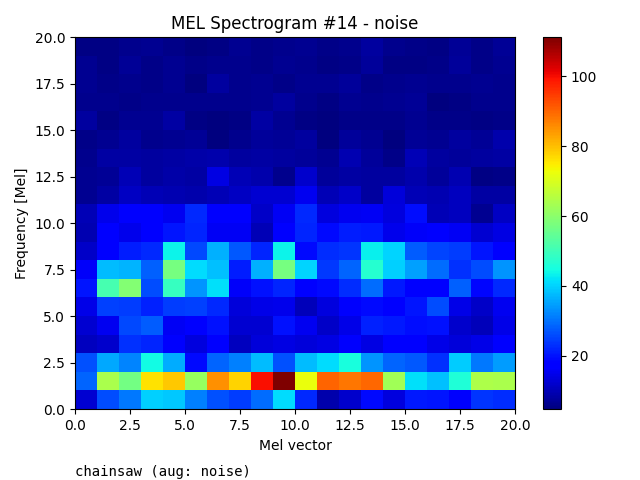 MEL Spectrogram #14 - noise
20.0
17.5
15.0
12.5
10.0
7.5
5.0
2.5
0.0
Frequency [Mel]
0.0 2.5 5.0 7.5 10.0 12.5 15.0 17.5 20.0
Mel vector
100
80
60
40
20
chainsaw (aug: noise)